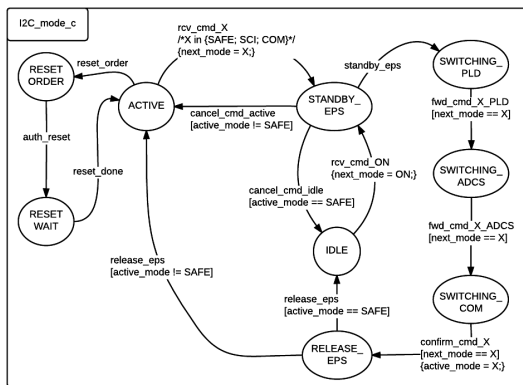 I2C_mode_c
rcv_cmd_X
/*X in {SAFE; SCI; COM}*/
{next_mode = X;}
RESET
ORDER
reset_order
ACTIVE
STANDBY_
EPS
standby_eps
SWITCHING_
PLD
cancel_cmd_active
[active_mode != SAFE]
fwd_cmd_X_PLD
[next_mode == X]
auth_reset
reset_done
rcv_cmd_ON
{next_mode = ON;}
SWITCHING_
ADCS
cancel_cmd_idle
[active_mode == SAFE]
RESET
WAIT
fwd_cmd_X_ADCS
[next_mode == X]
IDLE
release_eps
[active_mode != SAFE]
release_eps
[active_mode == SAFE]
SWITCHING_
COM
RELEASE_
EPS
confirm_cmd_X
[next_mode == X]
{active_mode = X;}